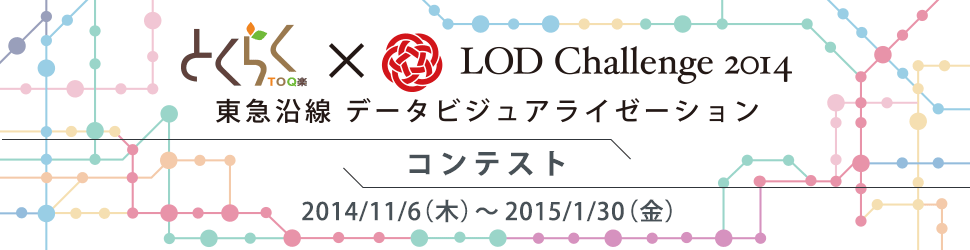 とくらく TOQ楽 × LOD Challenge 2014
東急沿線 データビジュアライゼーション
コンテスト
2014/11/6(木)～2015/1/30(金)